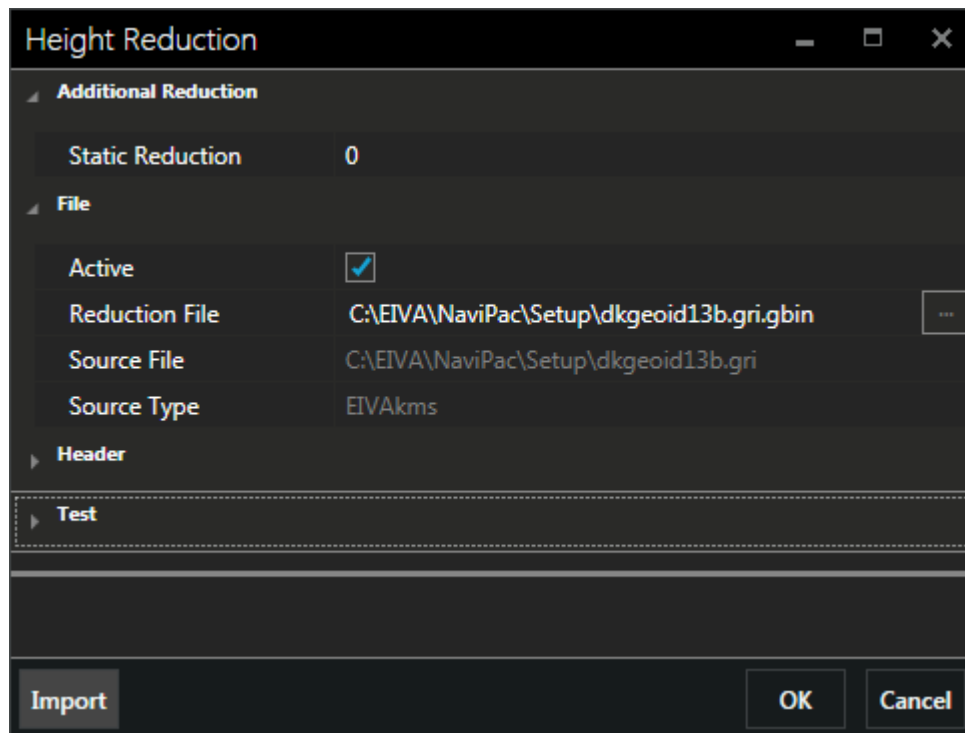 Height Reduction
Additional Reduction
Static Reduction 0
File
Active
Reduction File C:\EIVA\NaviPac\Setup\dkgeoid13b.gri.gbin ...
Source File C:\EIVA\NaviPac\Setup\dkgeoid13b.gri
Source Type EIVAkms
Header
Test
Import OK Cancel